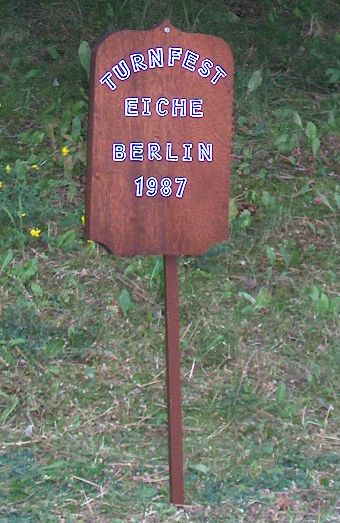 TURNFEST
EICHE
BERLIN
1987